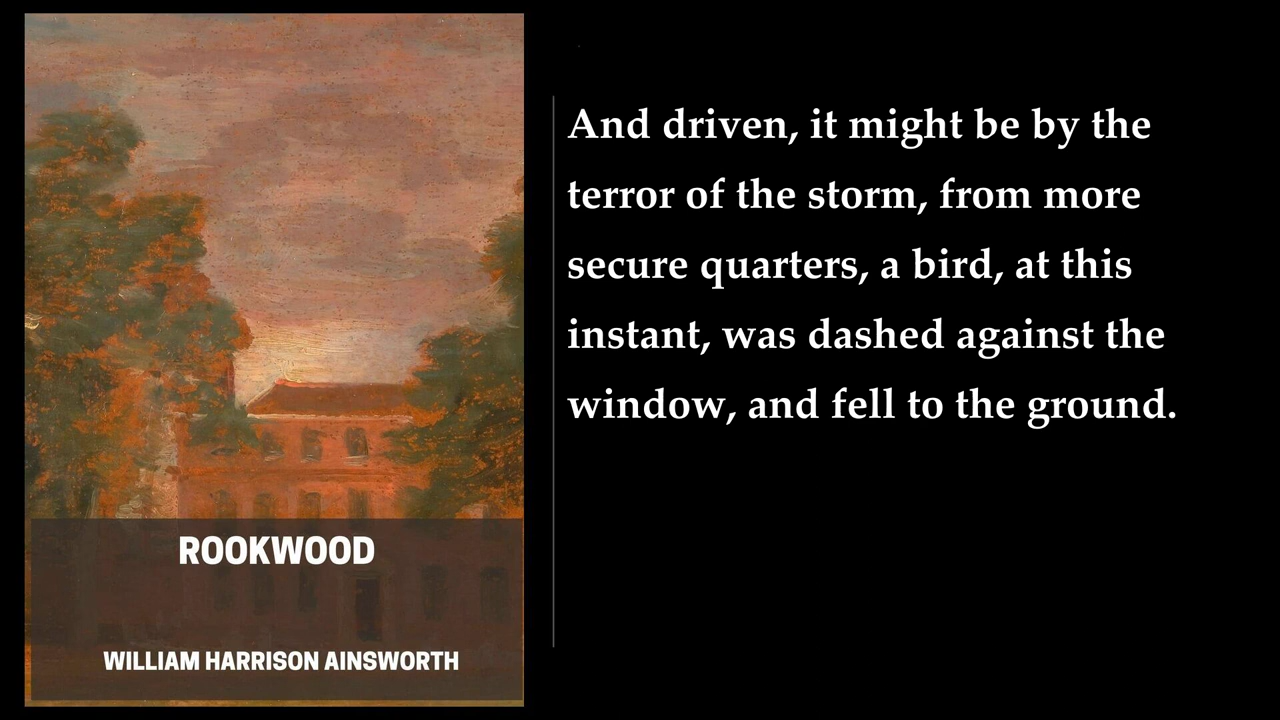 ROOKWOOD
WILLIAM HARRISON AINSWORTH
And driven, it might be by the
terror of the storm, from more
secure quarters, a bird, at this
instant, was dashed against the
window, and fell to the ground.